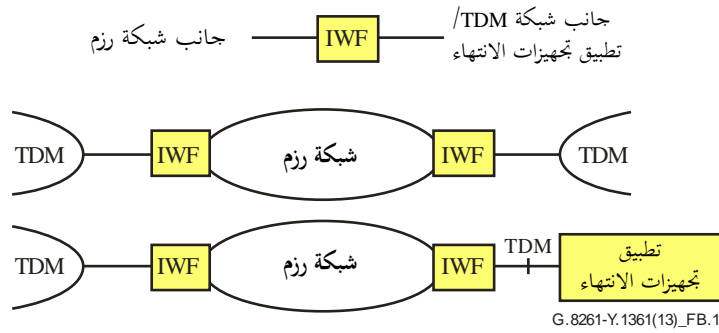 جانب شبكة TDM/
تطبيق تجهيزات الانتهاء
IWF
جانب شبكة رزم
TDM
IWF
شبكة رزم
IWF
TDM
TDM
IWF
شبكة رزم
IWF
TDM
تطبيق
تجهيزات الانتهاء
G.8261-Y.1361(13)_FB.1